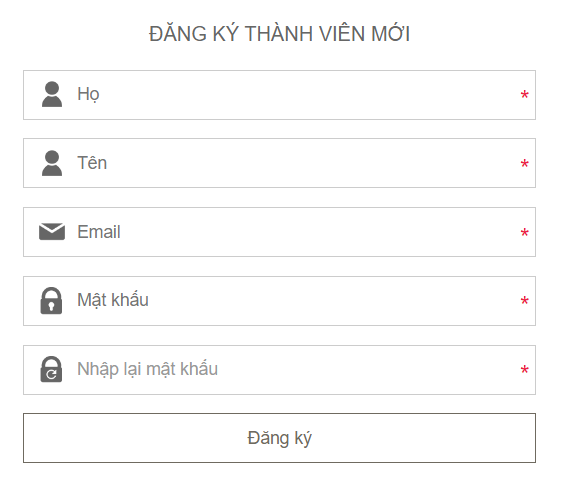 ĐĂNG KÝ THÀNH VIÊN MỚI
Họ *
Tên *
Email *
Mật khẩu *
Nhập lại mật khẩu *
Đăng ký